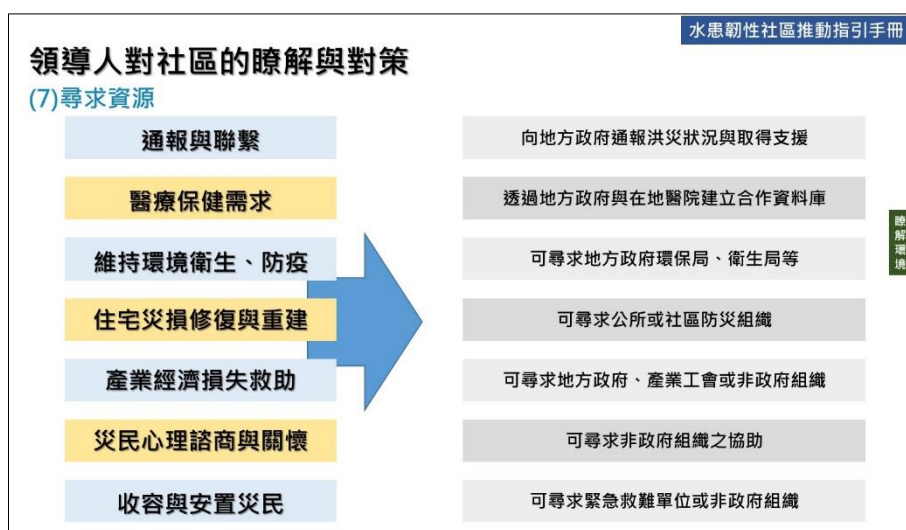 水患韌性社區推動指引手冊
領導人對社區的瞭解與對策
(7)尋求資源
通報與聯繫
向地方政府通報洪災狀況與取得支援
醫療保健需求
透過地方政府與在地醫院建立合作資料庫
維持環境衛生、防疫
可尋求地方政府環保局、衛生局等
住宅災損修復與重建
可尋求公所或社區防災組織
產業經濟損失救助
可尋求地方政府、產業工會或非政府組織
災民心理諮商與關懷
可尋求非政府組織之協助
收容與安置災民
可尋求緊急救難單位或非政府組織
瞭解環境